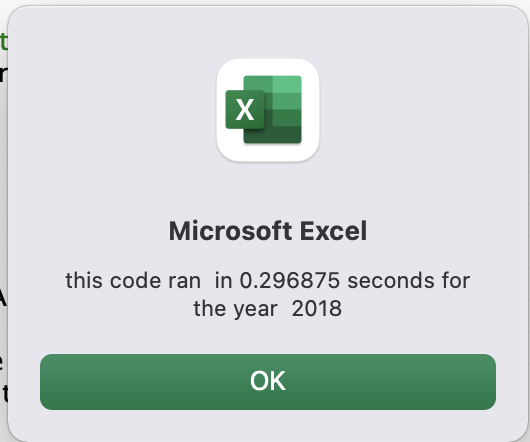 X
Microsoft Excel
this code ran  in 0.296875 seconds for
the year  2018
OK